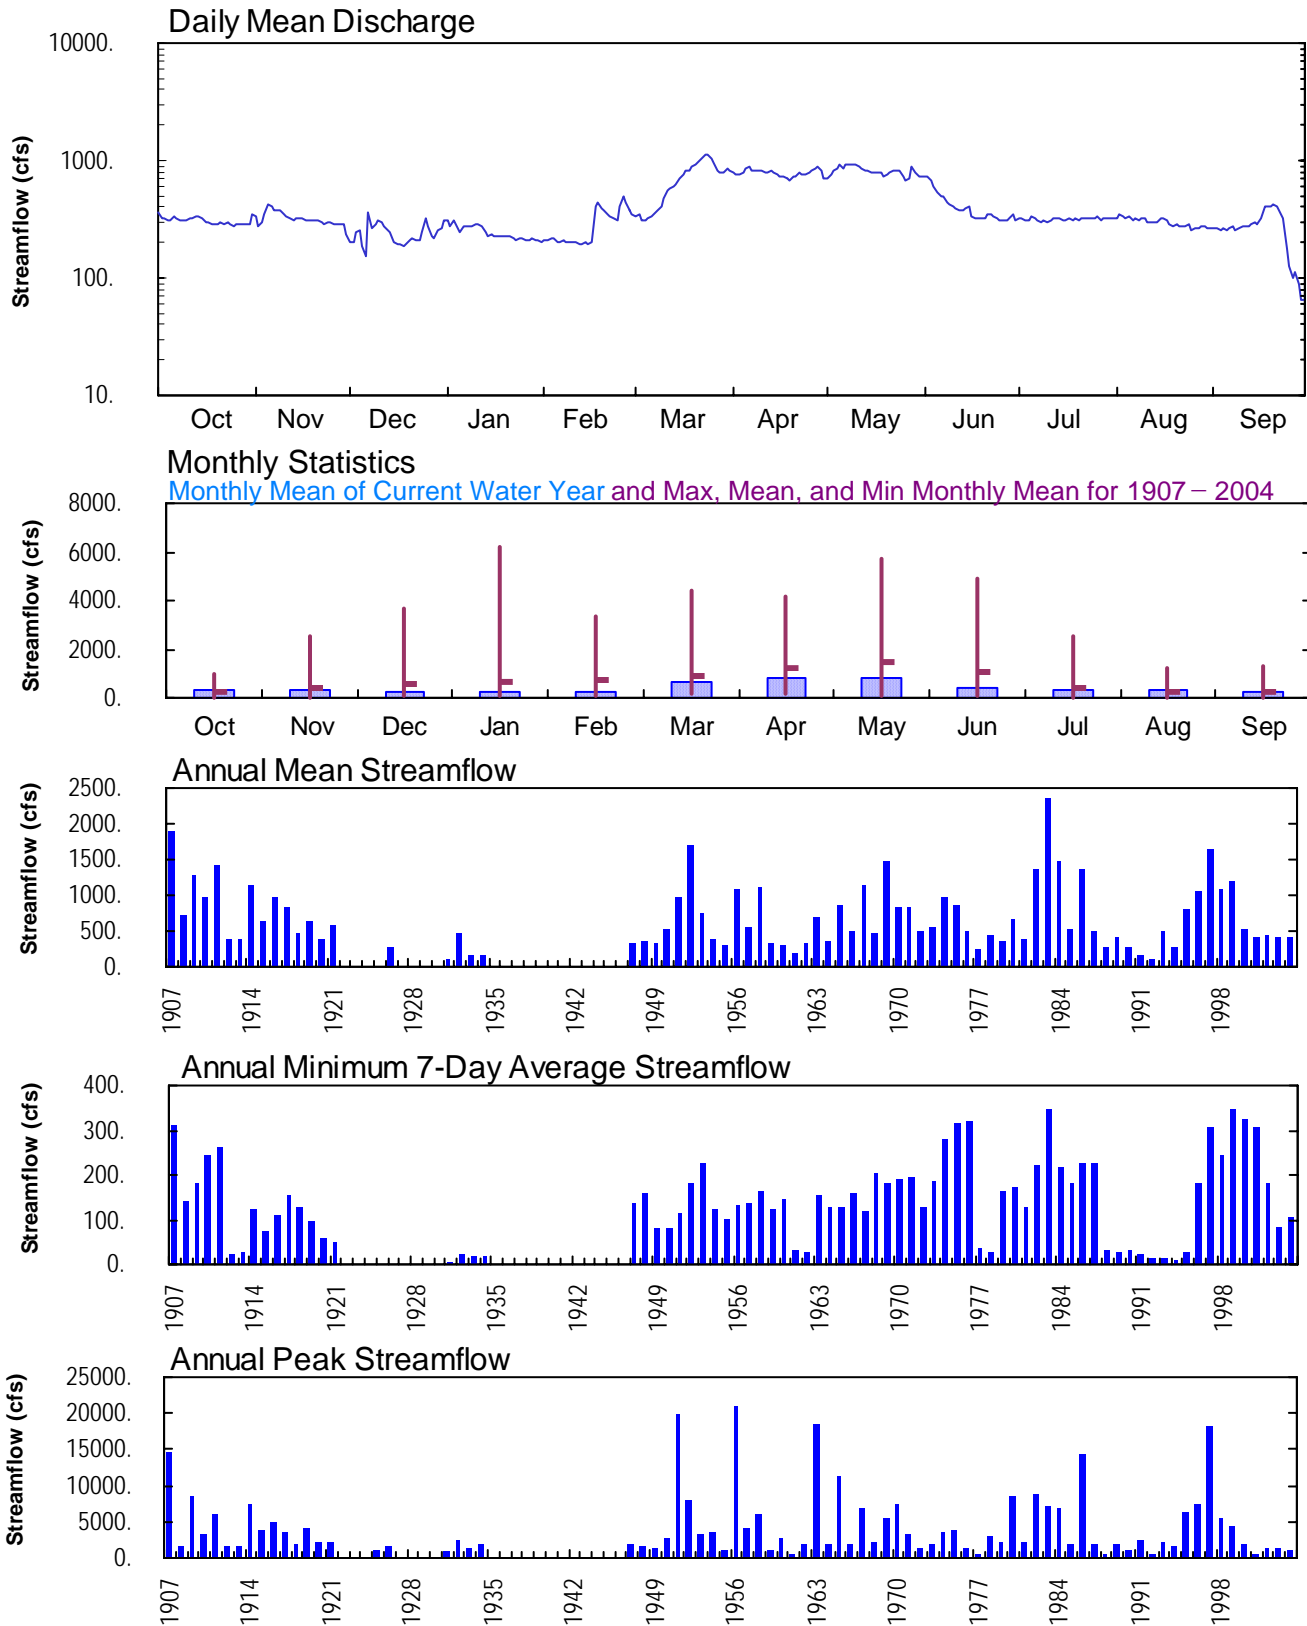 Daily Mean Discharge
Streamflow (cfs)
10000.
1000.
100.
10.
Oct Nov Dec Jan Feb Mar Apr May Jun Jul Aug Sep
Monthly Statistics
Monthly Mean of Current Water Year and Max, Mean, and Min Monthly Mean for 1907 – 2004
Streamflow (cfs)
8000.
6000.
4000.
2000.
0.
Oct Nov Dec Jan Feb Mar Apr May Jun Jul Aug Sep
Annual Mean Streamflow
Streamflow (cfs)
2500.
2000.
1500.
1000.
500.
0.
1907 1914 1921 1928 1935 1942 1949 1956 1963 1970 1977 1984 1991 1998
Annual Minimum 7-Day Average Streamflow
Streamflow (cfs)
400.
300.
200.
100.
0.
1907 1914 1921 1928 1935 1942 1949 1956 1963 1970 1977 1984 1991 1998
Annual Peak Streamflow
Streamflow (cfs)
25000.
20000.
15000.
10000.
5000.
0.
1907 1914 1921 1928 1935 1942 1949 1956 1963 1970 1977 1984 1991 1998